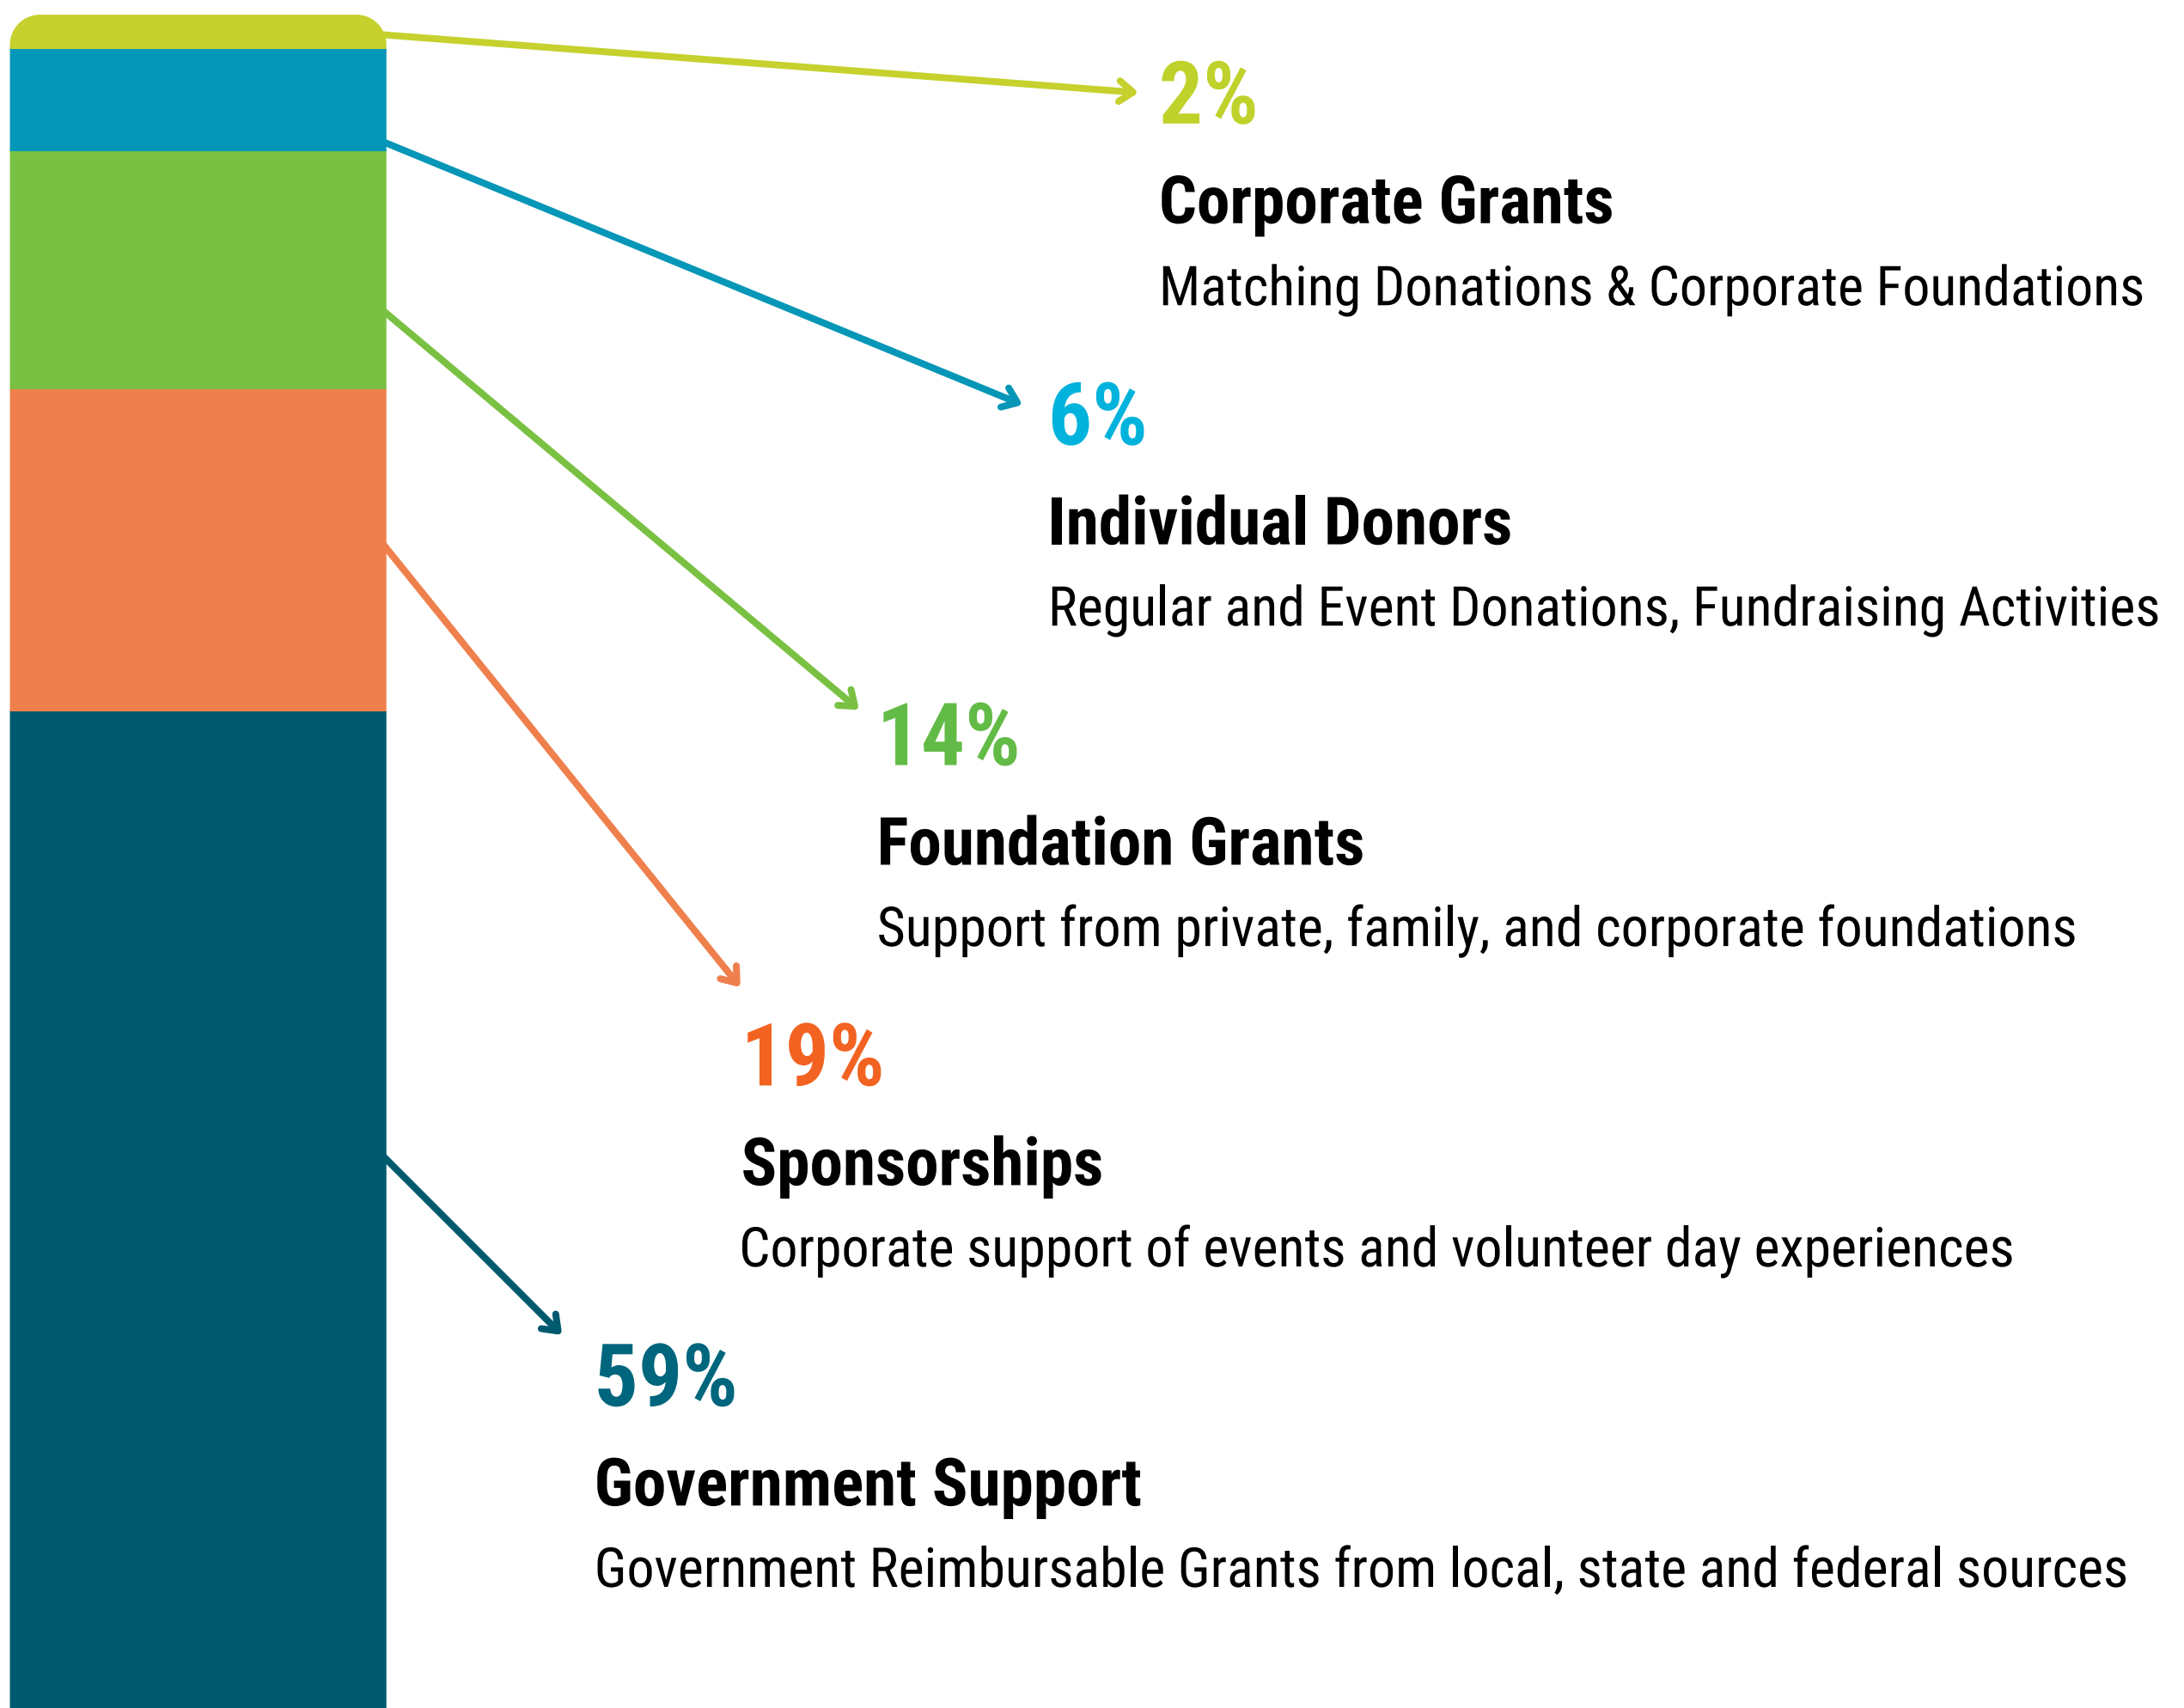 2%
Corporate Grants
Matching Donations & Corporate Foundations
6%
Individual Donors
Regular and Event Donations, Fundraising Activities
14%
Foundation Grants
Support from private, family, and corporate foundations
19%
Sponsorships
Corporate support of events and volunteer day experiences
59%
Government Support
Government Reimbursable Grants from local, state and federal sources